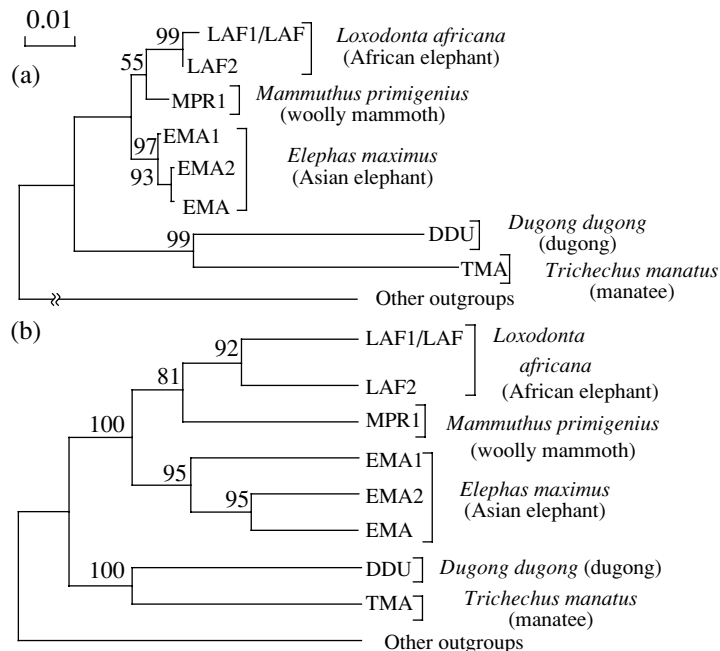 0.01
(a)
99
LAF1/LAF
LAF2
Loxodonta africana
(African elephant)
55
MPR1
Mammuthus primigenius
(woolly mammoth)
97
EMA1
93
EMA2
EMA
Elephas maximus
(Asian elephant)
99
DDU
Dugong dugong
(dugong)
TMA
Trichechus manatus
(manatee)
Other outgroups
(b)
92
LAF1/LAF
LAF2
Loxodonta
africana
(African elephant)
81
MPR1
Mammuthus primigenius
(woolly mammoth)
100
95
EMA1
95
EMA2
EMA
Elephas maximus
(Asian elephant)
100
DDU
Dugong dugong (dugong)
TMA
Trichechus manatus
(manatee)
Other outgroups